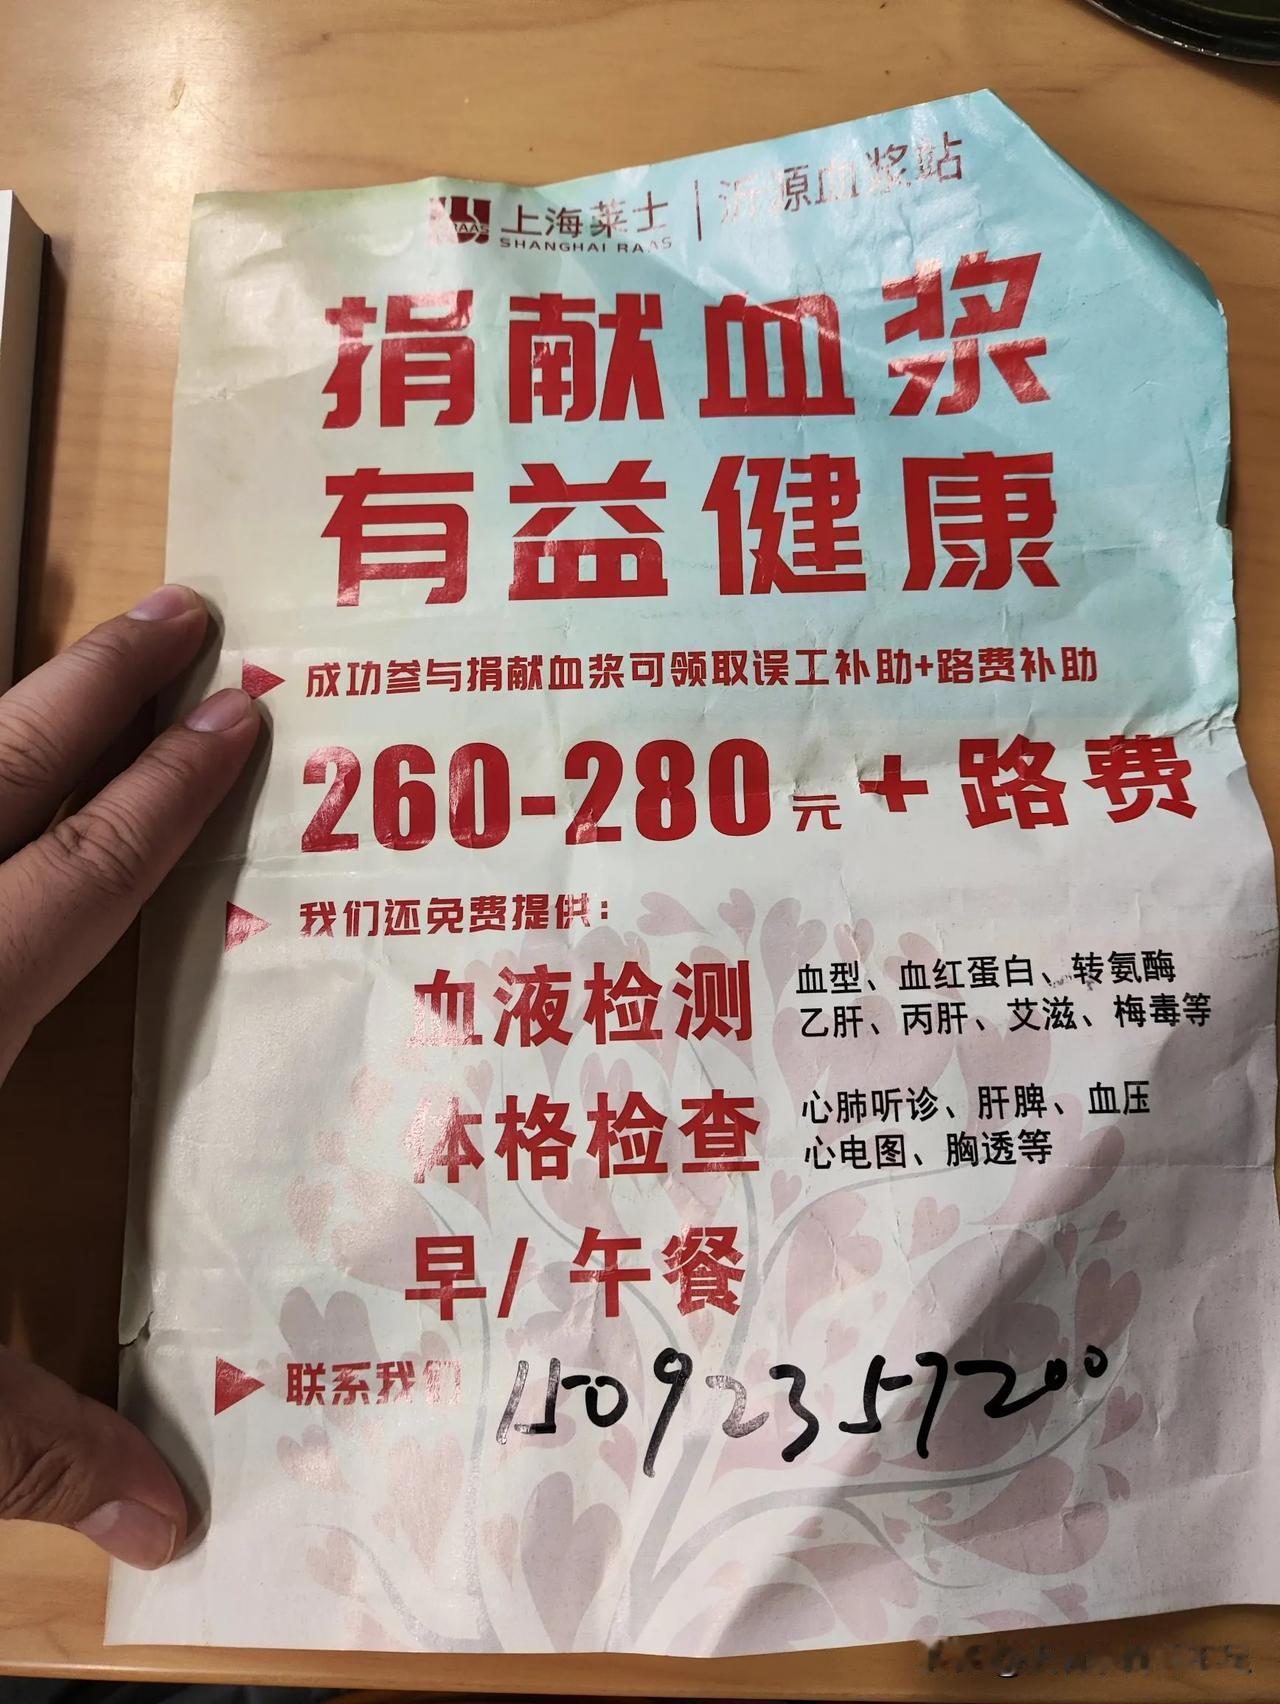 RAAS 上海莱士 | 沂源血浆站
SHANGHAI RAAS
捐献血浆
有益健康
成功参与捐献血浆可领取误工补助+路费补助
260-280元+路费
我们还免费提供:
血液检测 血型、血红蛋白、转氨酶
乙肝、丙肝、艾滋、梅毒等
体格检查 心肺听诊、肝脾、血压
心电图、胸透等
早/午餐
联系我们 15092357200